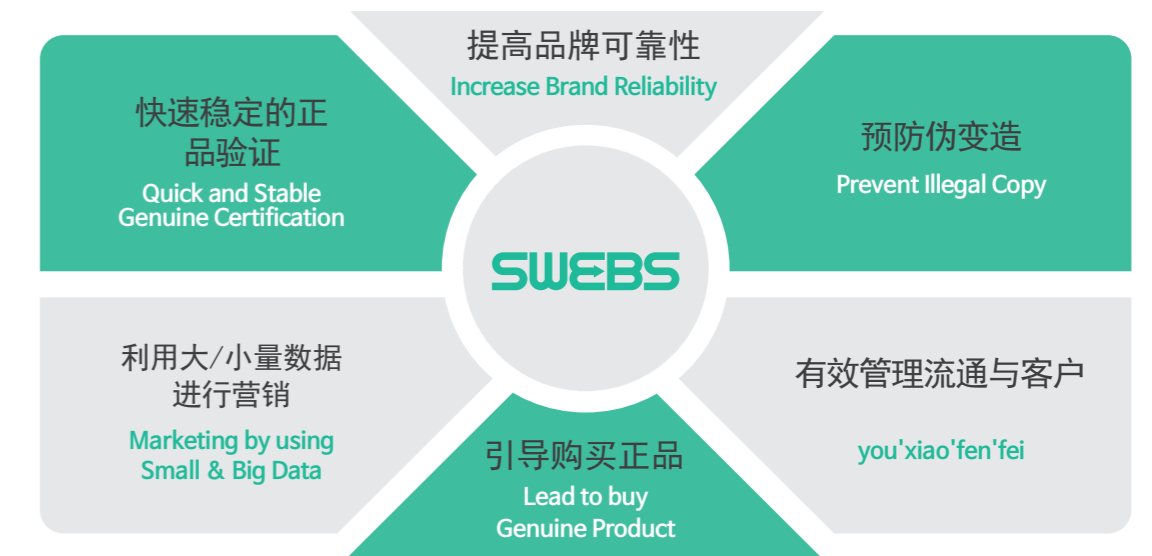 提高品牌可靠性
Increase Brand Reliability
快速稳定的正
品验证
Quick and Stable
Genuine Certification
预防伪变造
Prevent Illegal Copy
SWEBS
利用大/小量数据
进行营销
Marketing by using
Small & Big Data
引导购买正品
Lead to buy
Genuine Product
有效管理流通与客户
you'xiao'fen'fei